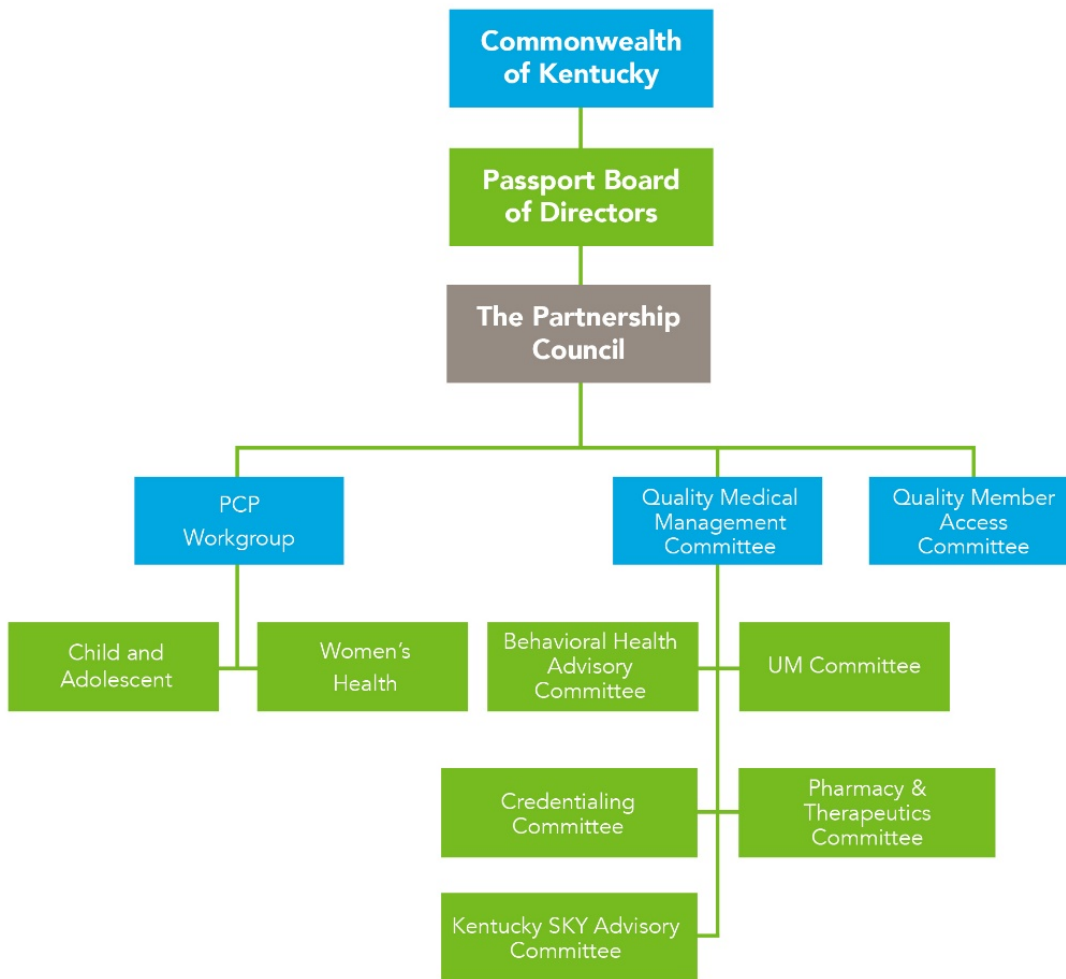 Commonwealth
of Kentucky
Passport Board
of Directors
The Partnership
Council
PCP
Workgroup
Quality Medical
Management
Committee
Quality Member
Access
Committee
Child and
Adolescent
Women’s
Health
Behavioral Health
Advisory
Committee
UM Committee
Credentialing
Committee
Pharmacy &
Therapeutics
Committee
Kentucky SKY Advisory
Committee